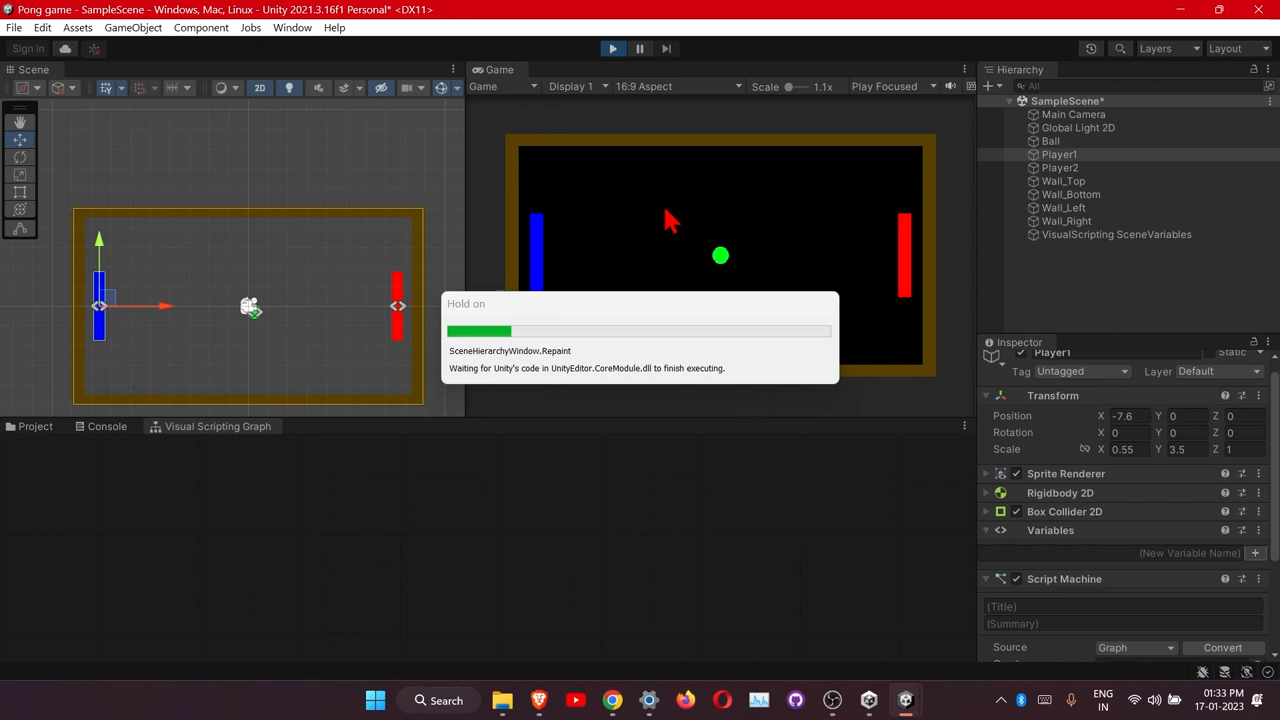 Pong game - SampleScene - Windows, Mac, Linux - Unity 2021.3.16f1 Personal* <DX11>
File Edit Assets GameObject Component Jobs Window Help
Sign in Layers Layout
Scene Game Hierarchy
2D Game Display 1 16:9 Aspect Scale 1.1x Play Focused All
SampleScene*
Main Camera
Global Light 2D
Ball
Player1
Player2
Wall_Top
Wall_Bottom
Wall_Left
Wall_Right
VisualScripting SceneVariables
Hold on
SceneHierarchyWindow.Repaint
Waiting for Unity's code in UnityEditor.CoreModule.dll to finish executing.
Inspector
Player1 Static
Tag Untagged Layer Default
Transform
Position X -7.6 Y 0 Z 0
Rotation X 0 Y 0 Z 0
Scale X 0.55 Y 3.5 Z 1
Sprite Renderer
Rigidbody 2D
Box Collider 2D
Variables
(New Variable Name)
Script Machine
(Title)
(Summary)
Source Graph Convert
Project Console Visual Scripting Graph
Search
ENG
IN
01:33 PM
17-01-2023